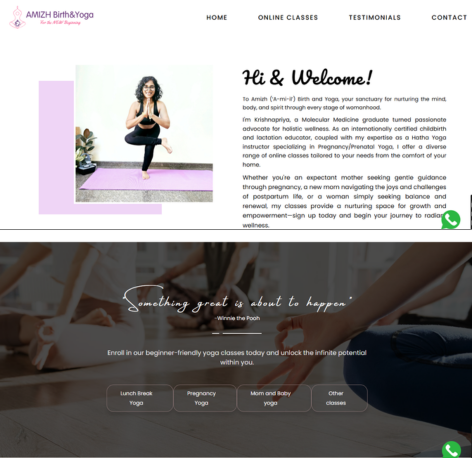 AMIZH Birth&Yoga
For the NEW Beginning
HOME
ONLINE CLASSES
TESTIMONIALS
CONTACT
Hi & Welcome!
To Amizh ('A-mi-ir') Birth and Yoga, your sanctuary for nurturing the mind,
body, and spirit through every stage of womanhood.
I'm Krishnapriya, a Molecular Medicine graduate turned passionate
advocate for holistic wellness. As an internationally certified childbirth
and lactation educator, coupled with my expertise as a Hatha Yoga
instructor specializing in Pregnancy/Prenatal Yoga, I offer a diverse
range of online classes tailored to your needs from the comfort of your
home.
Whether you're an expectant mother seeking gentle guidance
through pregnancy, a new mom navigating the joys and challenges
of postpartum life, or a woman simply seeking balance and
renewal, my classes provide a nurturing space for growth and
empowerment—sign up today and begin your journey to radian
wellness.
"Something great is about to happen"
-Winnie the Pooh
Enroll in our beginner-friendly yoga classes today and unlock the infinite potential
within you.
Lunch Break
Yoga
Pregnancy
Yoga
Mom and Baby
yoga
Other
classes